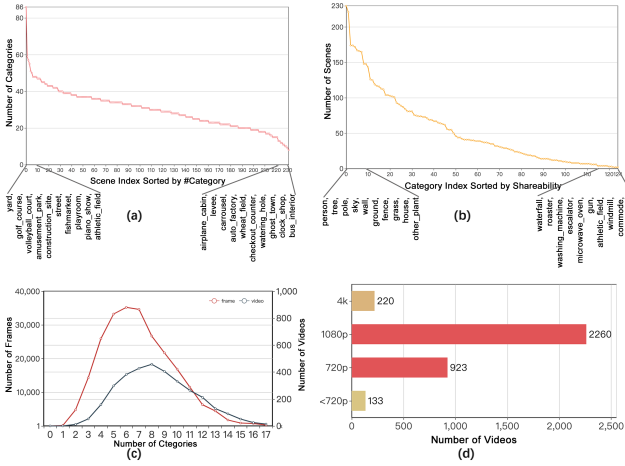 86
80
60
40
20
0
Number of Categories
0 10 20 30 40 50 60 70 80 90 100 110 120 130 140 150 160 170 180 190 200 210 220 230
Scene Index Sorted by #Category
yard,
golf_course,
volleyball_court,
amusement_park,
construction_site,
street,
fishmarket,
playroom,
piano_show,
athletic_field
airplane_cabin,
levee,
carrousel,
auto_factory,
wheat_field,
checkout_counter,
watering_hole,
ghost_town,
clock_shop,
bus_interior
(a)
230
200
150
100
50
0
Number of Scenes
0 10 20 30 40 50 60 70 80 90 100 110 120 124
Category Index Sorted by Shareability
person,
tree,
pole,
sky,
wall,
ground,
fence,
grass,
house,
other_plant,
waterfall,
roaster,
washing_machine,
escalator,
microwave_oven,
gun,
athletic_field,
windmill,
commode,
(b)
40,000
30,000
20,000
10,000
1
Number of Frames
frame
video
1,000
800
600
400
200
0
Number of Videos
0 1 2 3 4 5 6 7 8 9 10 11 12 13 14 15 16 17
Number of Ctegories
(c)
4k
1080p
720p
<720p
220
2260
923
133
0 500 1,000 1,500 2,000 2,500
Number of Videos
(d)